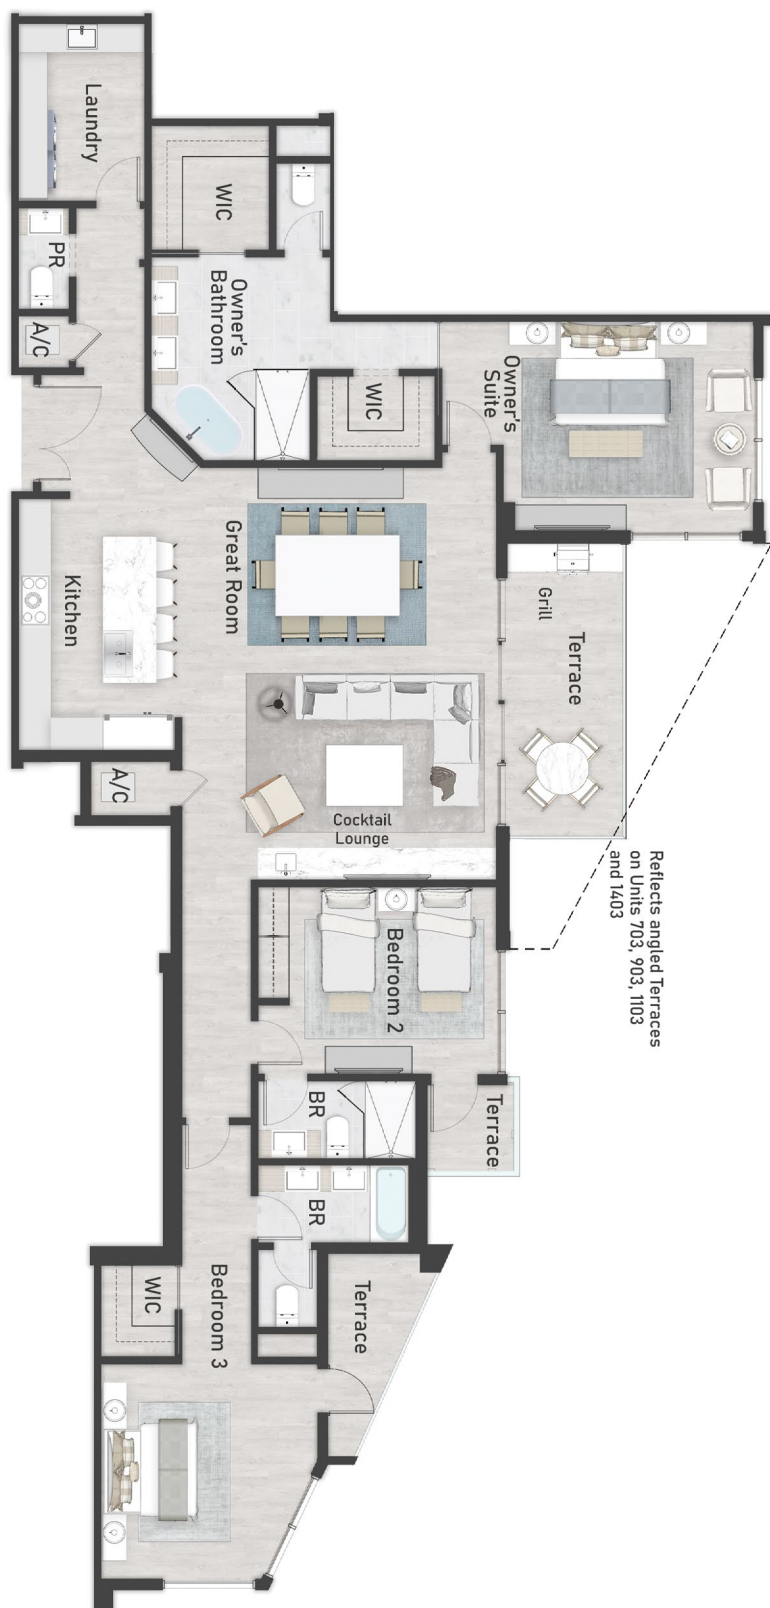 Laundry
WIC
PR
Owner's
Bathroom
A/C
WIC
Owner's
Suite
Great Room
Kitchen
Grill
Terrace
A/C
Cocktail
Lounge
Reflects angled Terraces
on Units 703, 903, 1103
and 1403
Bedroom 2
BR
Terrace
BR
WIC
Bedroom 3
Terrace